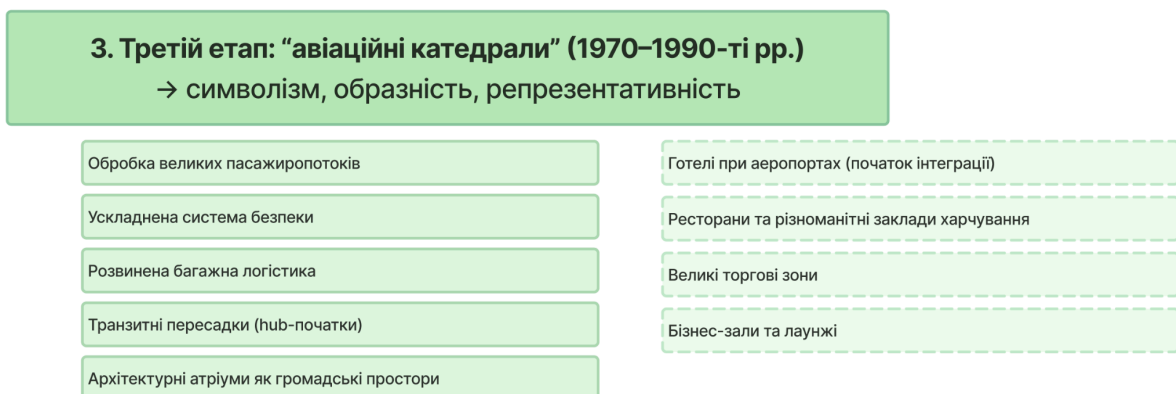 3. Третій етап: “авіаційні катедрали” (1970–1990-ті рр.)
→ символізм, образність, репрезентативність
Обробка великих пасажиропотоків
Ускладнена система безпеки
Розвинена багажна логістика
Транзитні пересадки (hub-початки)
Архітектурні атріуми як громадські простори
Готелі при аеропортах (початок інтеграції)
Ресторани та різноманітні заклади харчування
Великі торгові зони
Бізнес-зали та лаунжі